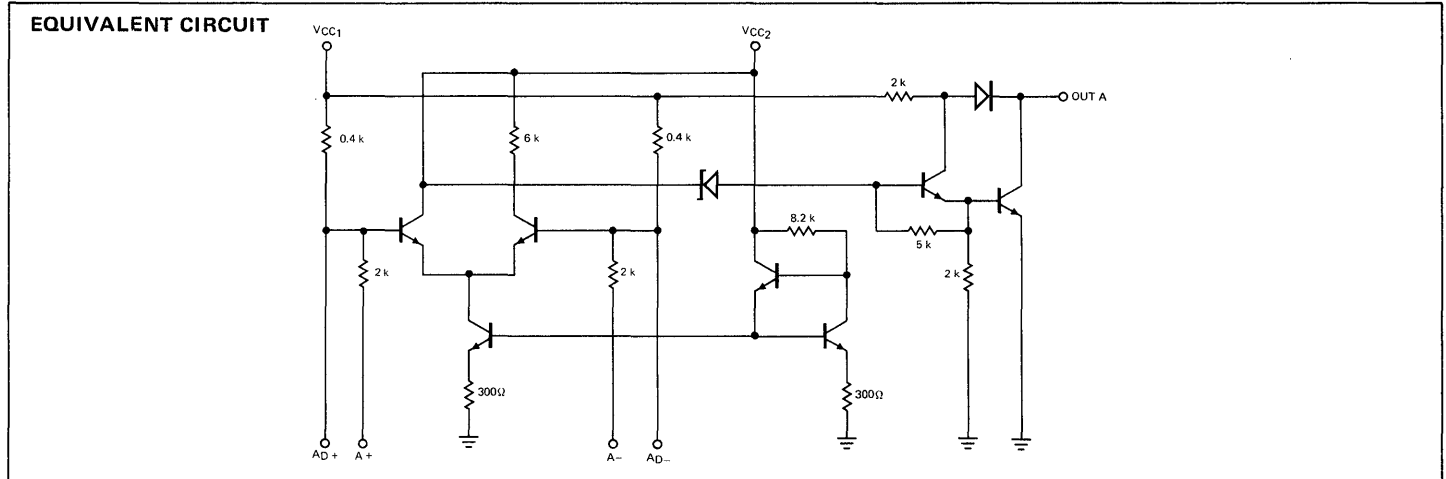 EQUIVALENT CIRCUIT
VCC1
VCC2
2 k
OUT A
0.4 k
6 k
0.4 k
8.2 k
5 k
2 k
2 k
2 k
300Ω
300Ω
AD+
A+
A–
AD–